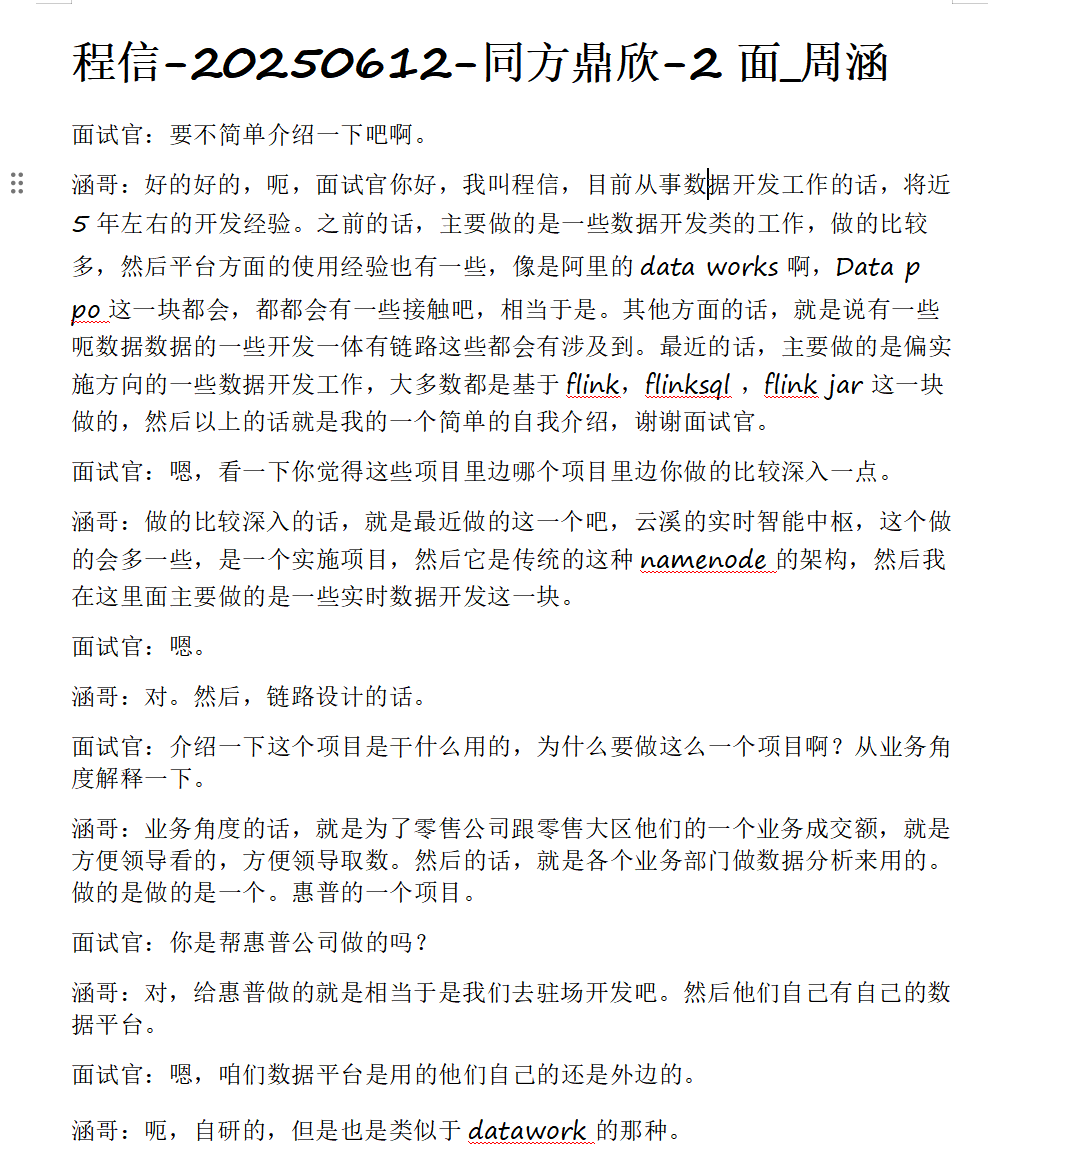 程信-20250612-同方鼎欣-2 面_周涵
面试官：要不简单介绍一下吧啊。
涵哥：好的好的，呃，面试官你好，我叫程信，目前从事数据开发工作的话，将近
5 年左右的开发经验。之前的话，主要做的是一些数据开发类的工作，做的比较
多，然后平台方面的使用经验也有一些，像是阿里的 data works 啊，Data p
po 这一块都会，都都会有一些接触吧，相当于是。其他方面的话，就是说有一些
呃数据数据的一些开发一体有链路这些都会有涉及到。最近的话，主要做的是偏实
施方向的一些数据开发工作，大多数都是基于 flink，flinksql ，flink jar 这一块
做的，然后以上的话就是我的一个简单的自我介绍，谢谢面试官。
面试官：嗯，看一下你觉得这些项目里边哪个项目里边你做的比较深入一点。
涵哥：做的比较深入的话，就是最近做的这一个吧，云溪的实时智能中枢，这个做
的会多一些，是一个实施项目，然后它是传统的这种 namenode 的架构，然后我
在这里面主要做的是一些实时数据开发这一块。
面试官：嗯。
涵哥：对。然后，链路设计的话。
面试官：介绍一下这个项目是干什么用的，为什么要做这么一个项目啊？从业务角
度解释一下。
涵哥：业务角度的话，就是为了零售公司跟零售大区他们的一个业务成交额，就是
方便领导看的，方便领导取数。然后的话，就是各个业务部门做数据分析来用的。
做的是做的是一个。惠普的一个项目。
面试官：你是帮惠普公司做的吗？
涵哥：对，给惠普做的就是相当于是我们去驻场开发吧。然后他们自己有自己的数
据平台。
面试官：嗯，咱们数据平台是用的他们自己的还是外边的。
涵哥：呃，自研的，但是也是类似于 datawork 的那种。